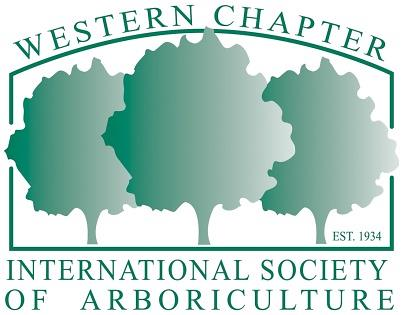 WESTERN CHAPTER
EST. 1934
INTERNATIONAL SOCIETY
OF ARBORICULTURE